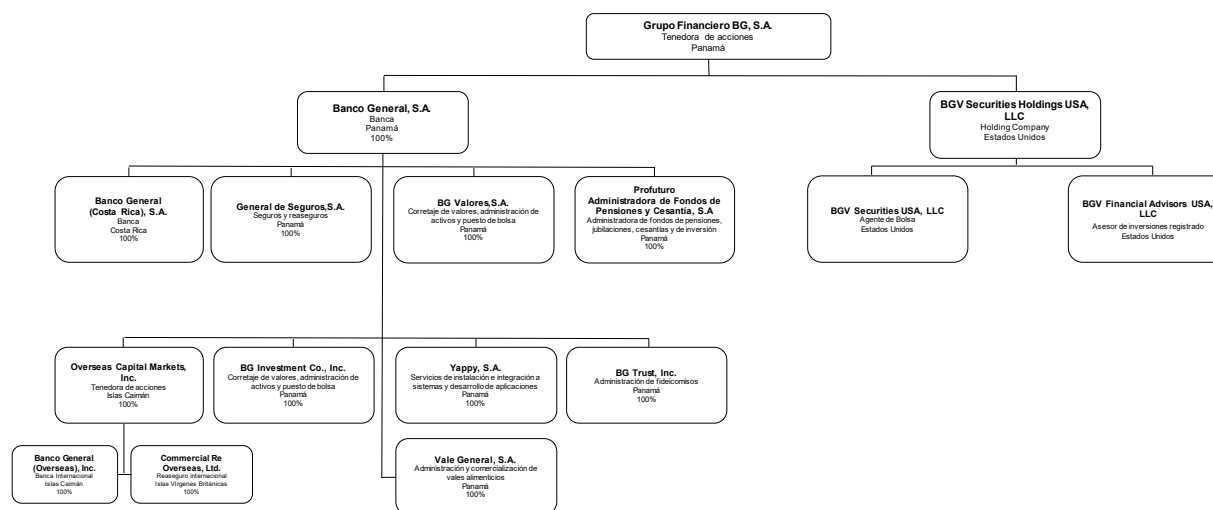 Grupo Financiero BG, S.A.
Tenedora de acciones
Panamá
Banco General, S.A.
Banca
Panamá
100%
BGV Securities Holdings USA,
LLC
Holding Company
Estados Unidos
Banco General
(Costa Rica), S.A.
Banca
Costa Rica
100%
General de Seguros,S.A.
Seguros y reaseguros
Panamá
100%
BG Valores,S.A.
Corretaje de valores, administración de
activos y puesto de bolsa
Panamá
100%
Profuturo
Administradora de Fondos de
Pensiones y Cesantía, S.A
Administradora de fondos de pensiones,
jubilaciones, cesantías y de inversión
Panamá
100%
BGV Securities USA, LLC
Agente de Bolsa
Estados Unidos
BGV Financial Advisors USA,
LLC
Asesor de inversiones registrado
Estados Unidos
Overseas Capital Markets,
Inc.
Tenedora de acciones
Islas Caimán
100%
BG Investment Co., Inc.
Corretaje de valores, administración de
activos y puesto de bolsa
Panamá
100%
Yappy, S.A.
Servicios de instalación e integración a
sistemas y desarrollo de aplicaciones
Panamá
100%
BG Trust, Inc.
Administración de fideicomisos
Panamá
100%
Banco General
(Overseas), Inc.
Banca Internacional
Islas Caimán
100%
Commercial Re
Overseas, Ltd.
Reaseguro internacional
Islas Vírgenes Británicas
100%
Vale General, S.A.
Administración y comercialización de
vales alimenticios
Panamá
100%